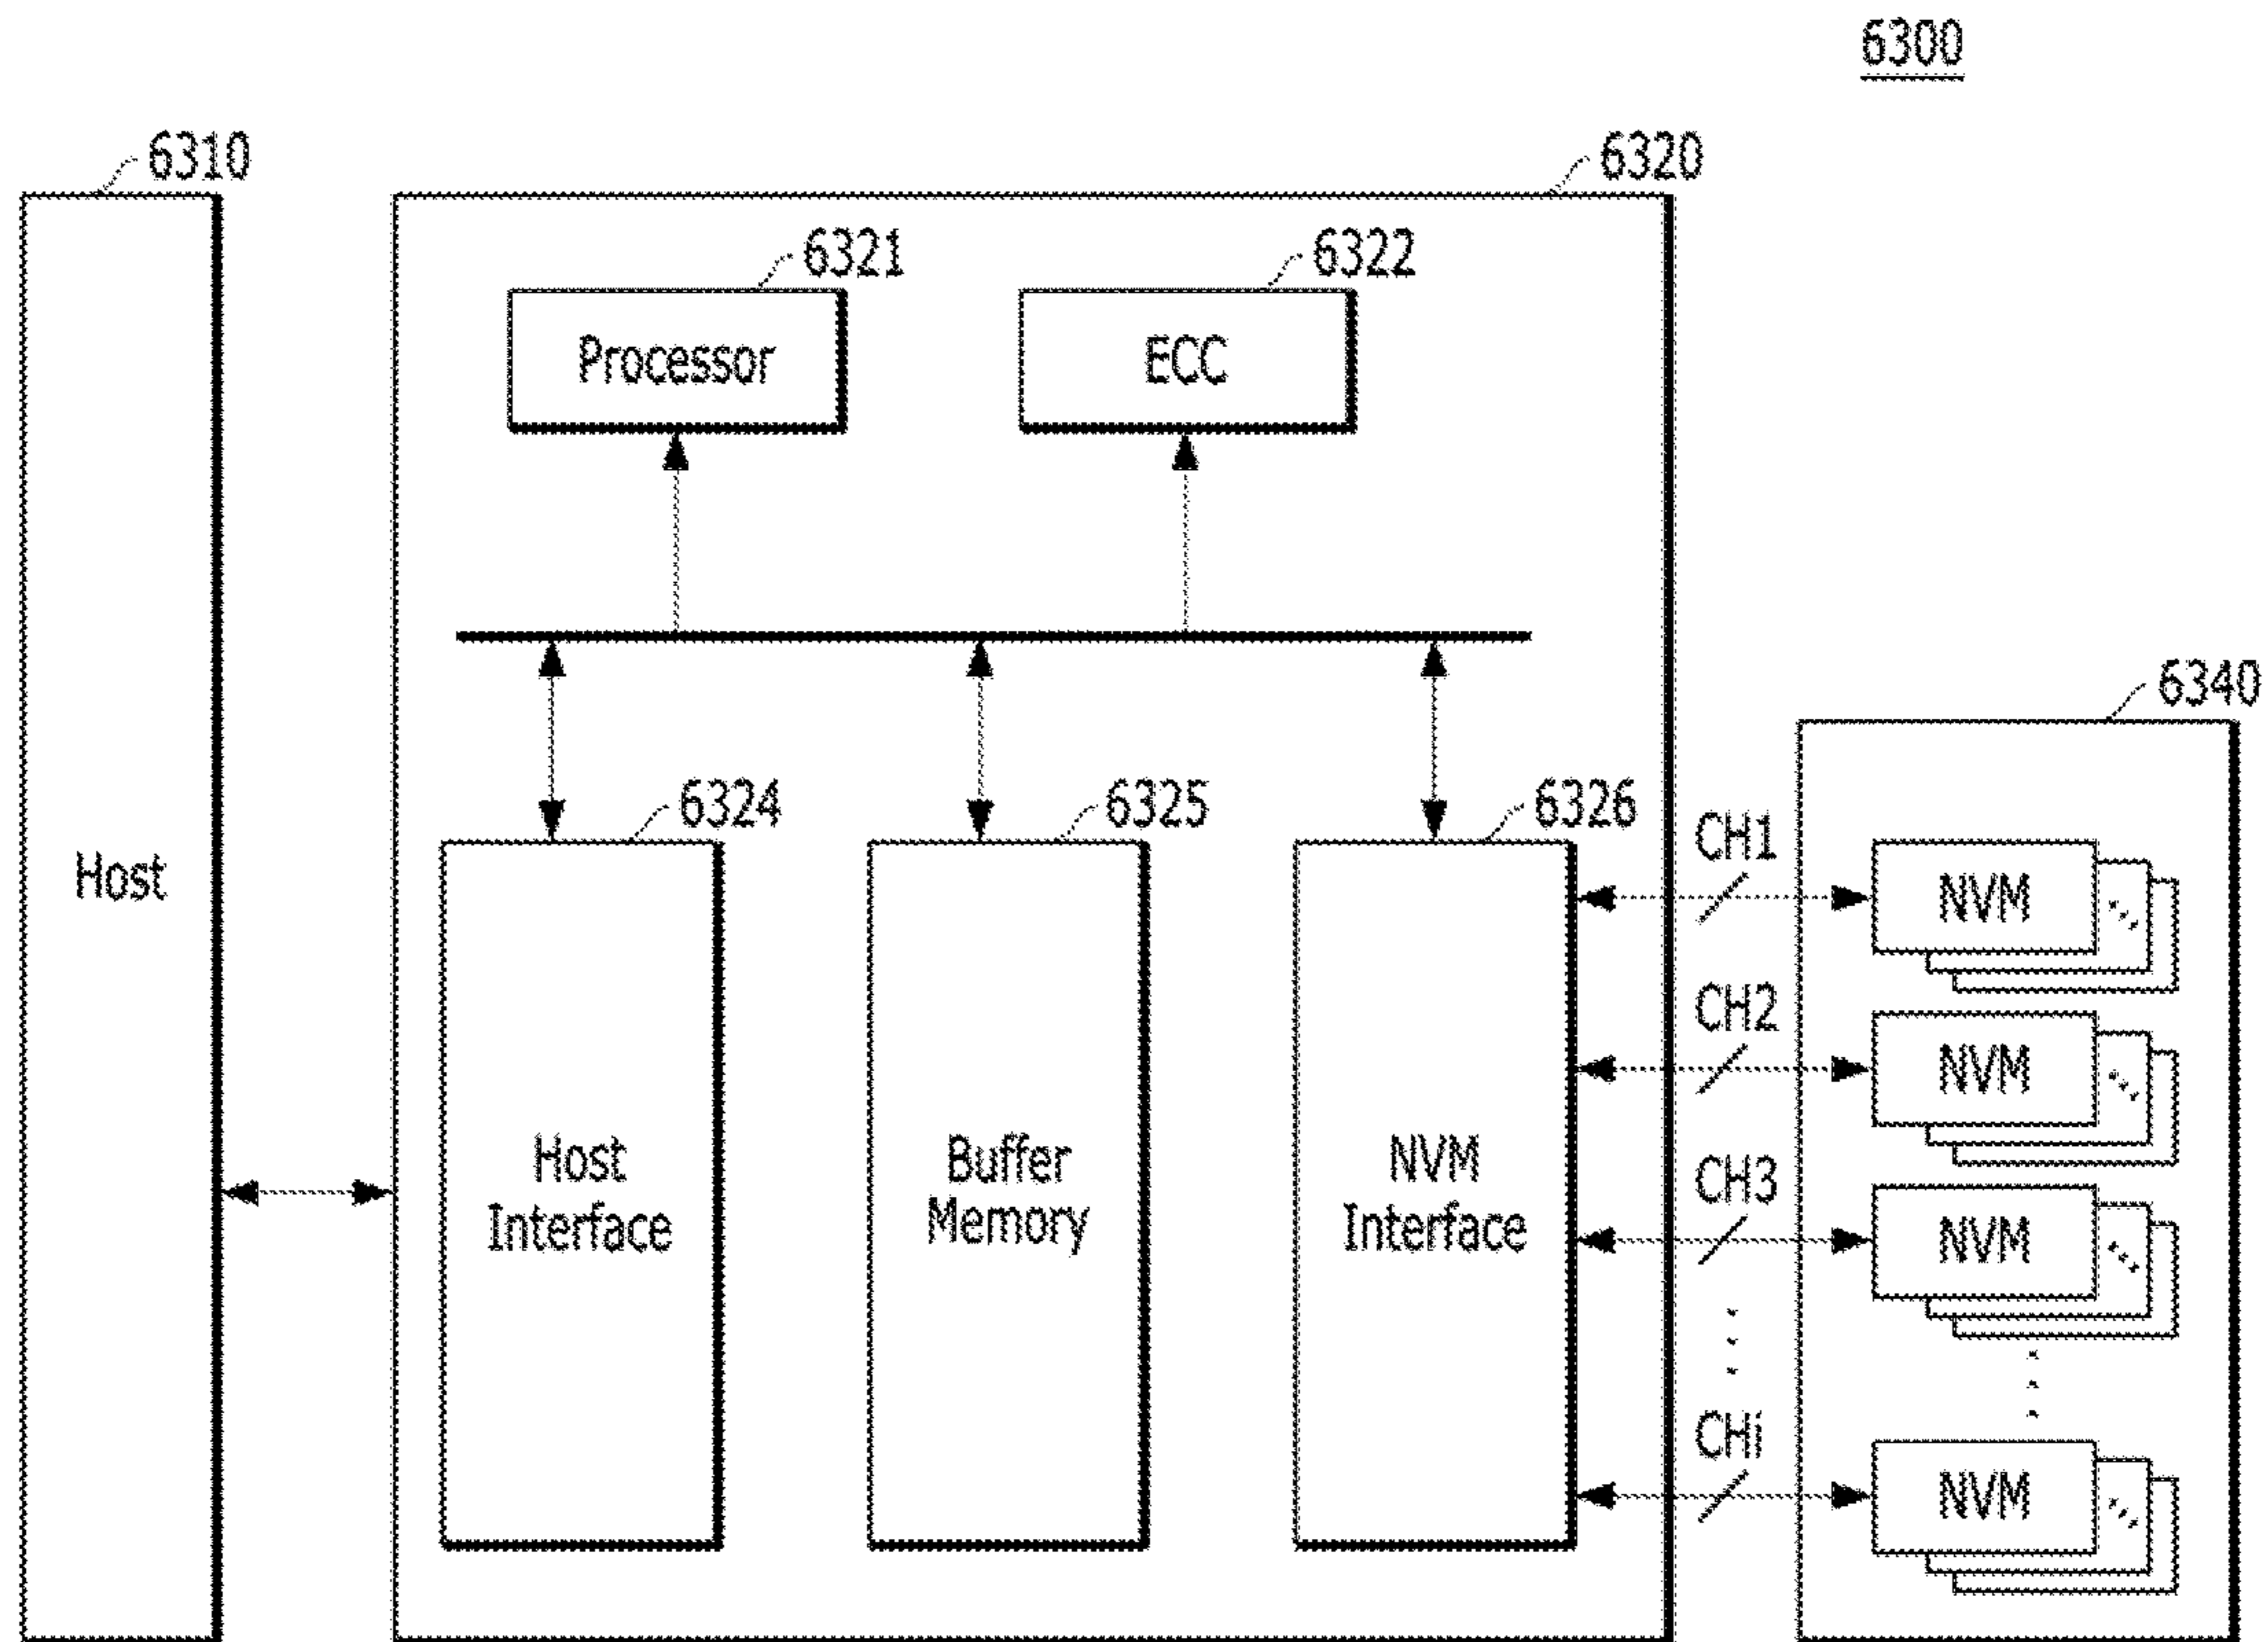 6300
6310
6320
6321
6322
Processor
ECC
6340
6324
6325
6326
CH1
Host
NVM
CH2
NVM
Host
Interface
Buffer
Memory
NVM
Interface
CH3
NVM
CHi
NVM